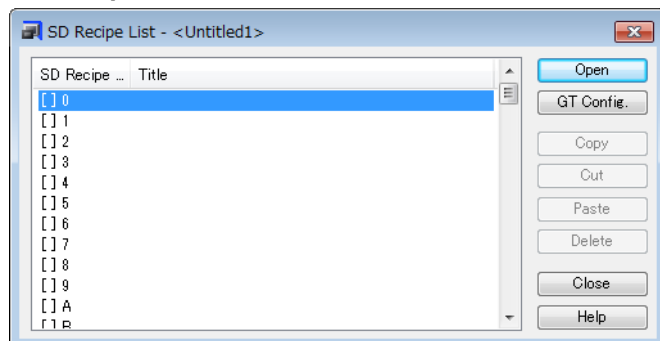 SD Recipe List - <Untitled1>
SD Recipe ... Title
[ ] 0
[ ] 1
[ ] 2
[ ] 3
[ ] 4
[ ] 5
[ ] 6
[ ] 7
[ ] 8
[ ] 9
[ ] A
[ ] B
Open
GT Config.
Copy
Cut
Paste
Delete
Close
Help